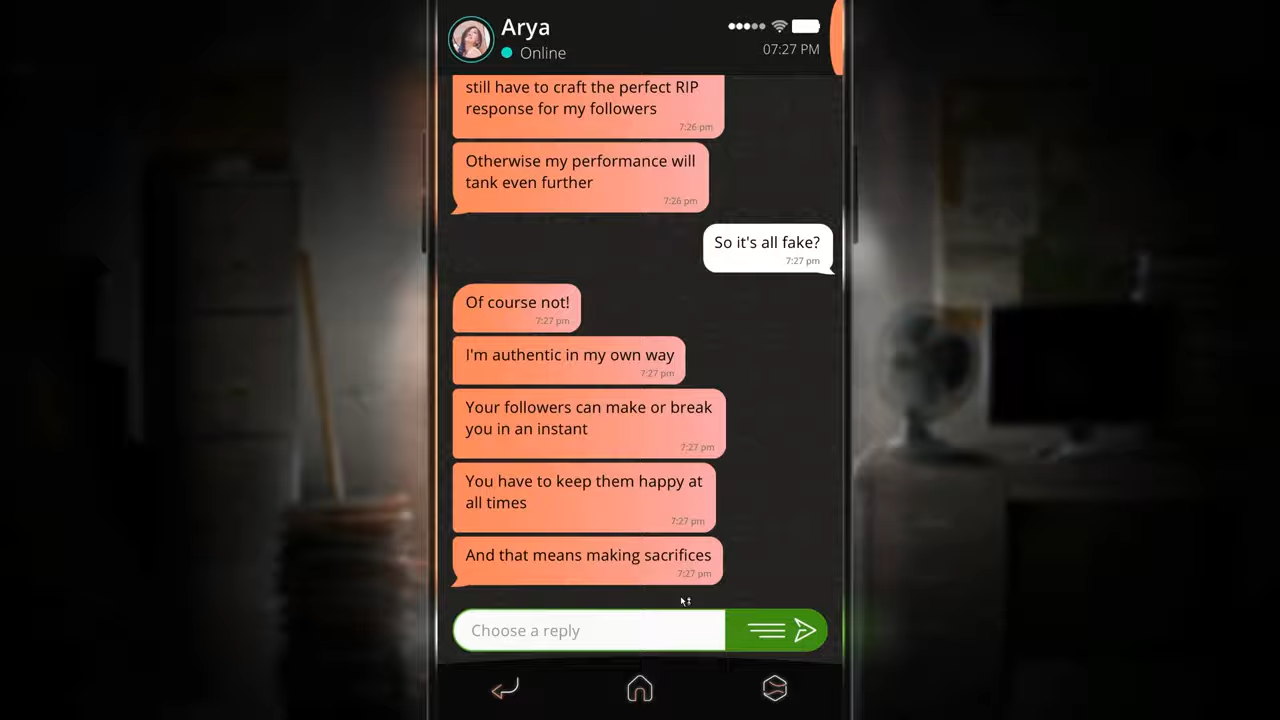 Arya
Online
07:27 PM
still have to craft the perfect RIP
response for my followers
7:26 pm
Otherwise my performance will
tank even further
7:26 pm
So it's all fake?
7:27 pm
Of course not!
7:27 pm
I'm authentic in my own way
7:27 pm
Your followers can make or break
you in an instant
7:27 pm
You have to keep them happy at
all times
7:27 pm
And that means making sacrifices
7:27 pm
Choose a reply